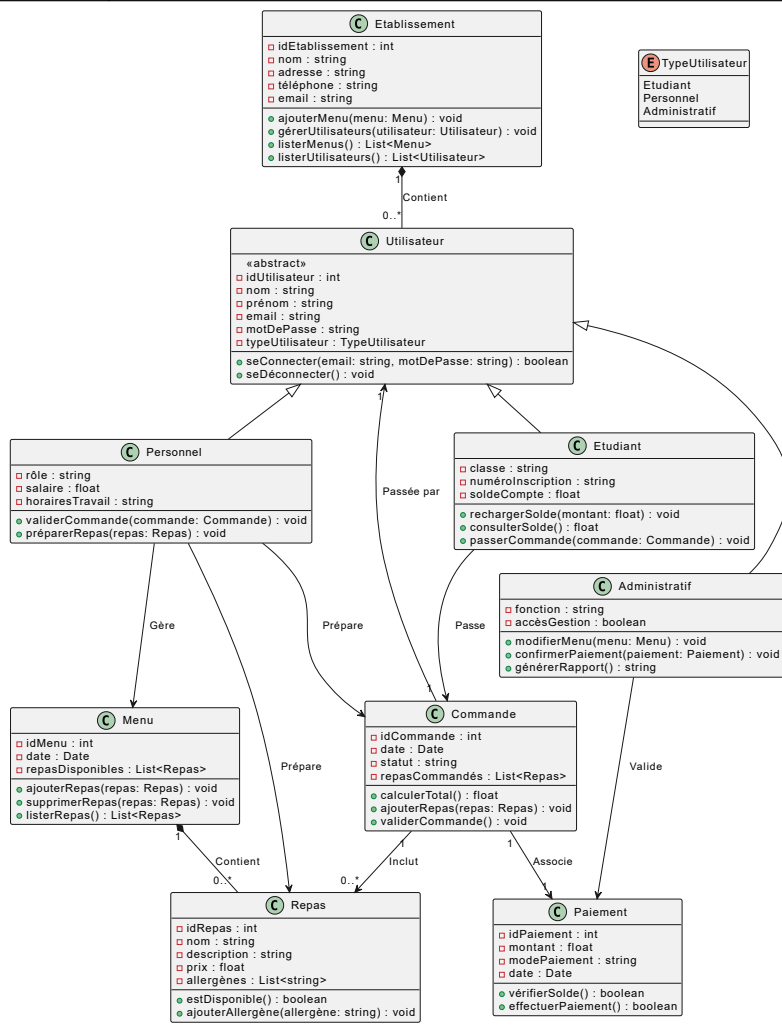 C Etablissement
idEtablissement : int
nom : string
adresse : string
téléphone : string
email : string
ajouterMenu(menu: Menu) : void
gérerUtilisateurs(utilisateur: Utilisateur) : void
listerMenus() : List<Menu>
listerUtilisateurs() : List<Utilisateur>
E TypeUtilisateur
Etudiant
Personnel
Administratif
1
Contient
0..*
C Utilisateur
«abstract»
idUtilisateur : int
nom : string
prénom : string
email : string
motDePasse : string
typeUtilisateur : TypeUtilisateur
seConnecter(email: string, motDePasse: string) : boolean
seDéconnecter() : void
1
C Personnel
rôle : string
salaire : float
horairesTravail : string
validerCommande(commande: Commande) : void
préparerRepas(repas: Repas) : void
Passée par
C Etudiant
classe : string
numéroInscription : string
soldeCompte : float
rechargerSolde(montant: float) : void
consulterSolde() : float
passerCommande(commande: Commande) : void
C Administratif
fonction : string
accèsGestion : boolean
modifierMenu(menu: Menu) : void
confirmerPaiement(paiement: Paiement) : void
générerRapport() : string
Gère
Prépare
Passe
1
C Menu
idMenu : int
date : Date
repasDisponibles : List<Repas>
ajouterRepas(repas: Repas) : void
supprimerRepas(repas: Repas) : void
listerRepas() : List<Repas>
Prépare
C Commande
idCommande : int
date : Date
statut : string
repasCommandés : List<Repas>
calculerTotal() : float
ajouterRepas(repas: Repas) : void
validerCommande() : void
Valide
1
Contient
0..*
1
Inclut
0..*
1
Associe
1
C Repas
idRepas : int
nom : string
description : string
prix : float
allergènes : List<string>
estDisponible() : boolean
ajouterAllergène(allergène: string) : void
C Paiement
idPaiement : int
montant : float
modePaiement : string
date : Date
vérifierSolde() : boolean
effectuerPaiement() : boolean